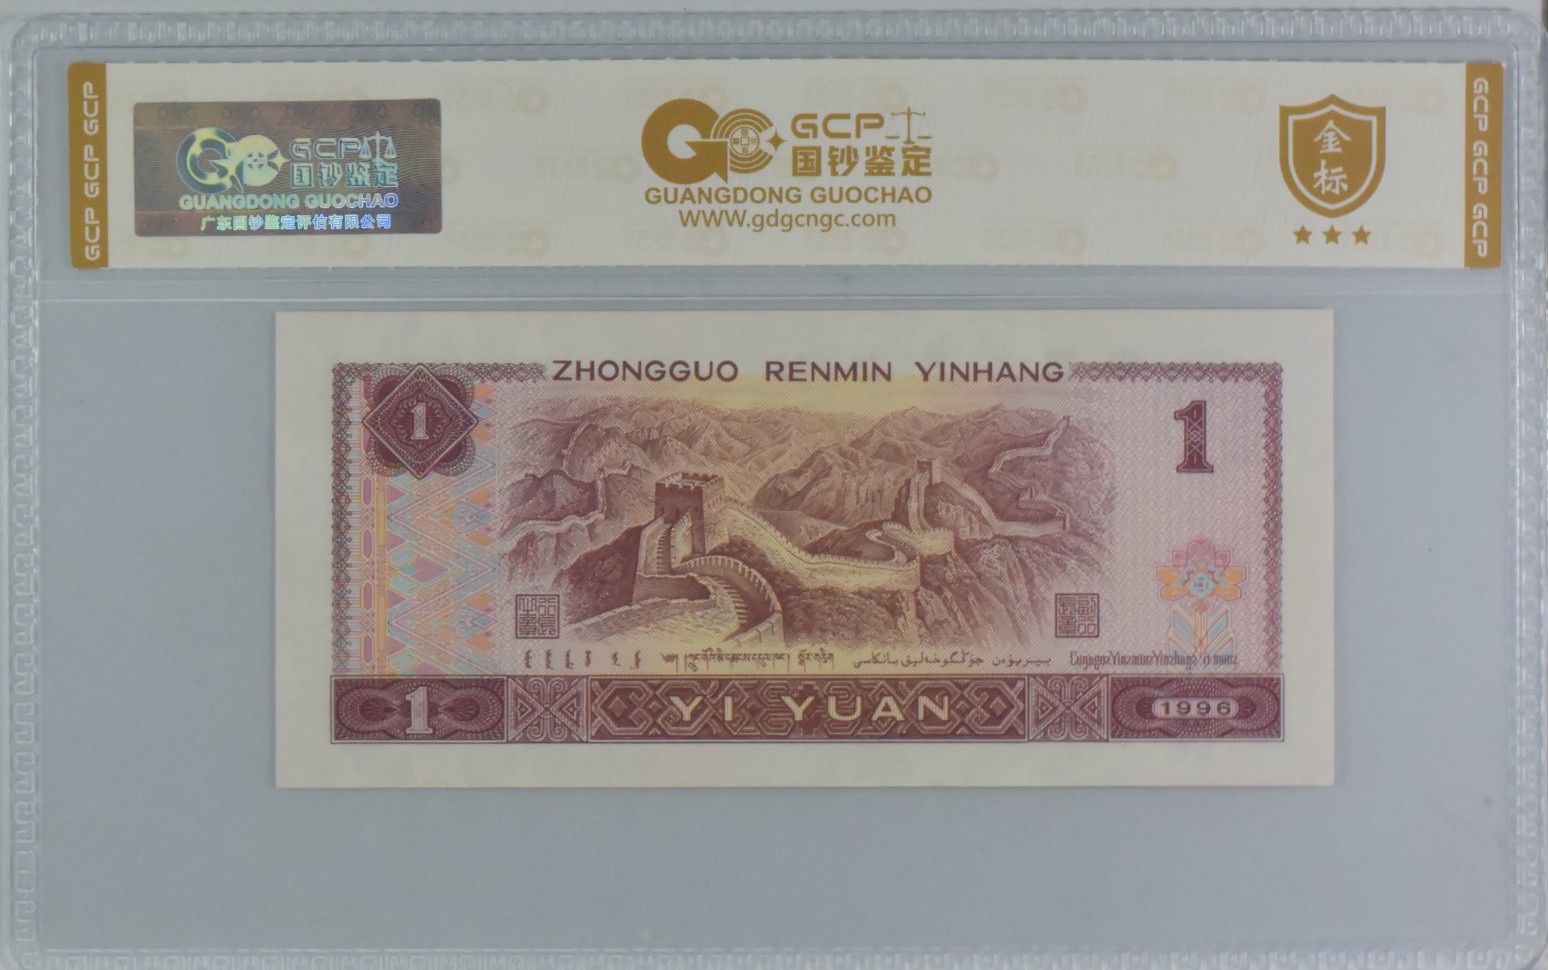 GCP GCP GCP
GCP
国钞鉴定
GUANGDONG GUOCHAO
广东国钞鉴定评估有限公司
GCP
国钞鉴定
GUANGDONG GUOCHAO
WWW.gdgcngc.com
金标
GCP GCP GCP
ZHONGGUO RENMIN YINHANG
1
1
1
YI YUAN
1996